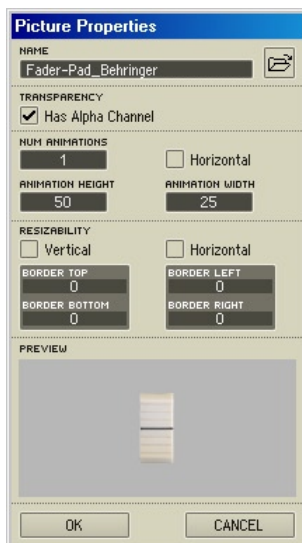 Picture Properties
NAME
Fader-Pad_Behringer
TRANSPARENCY
Has Alpha Channel
NUM ANIMATIONS
1
Horizontal
ANIMATION HEIGHT
ANIMATION WIDTH
50
25
RESIZABILITY
Vertical
Horizontal
BORDER TOP
0
BORDER LEFT
0
BORDER BOTTOM
0
BORDER RIGHT
0
PREVIEW
OK
CANCEL